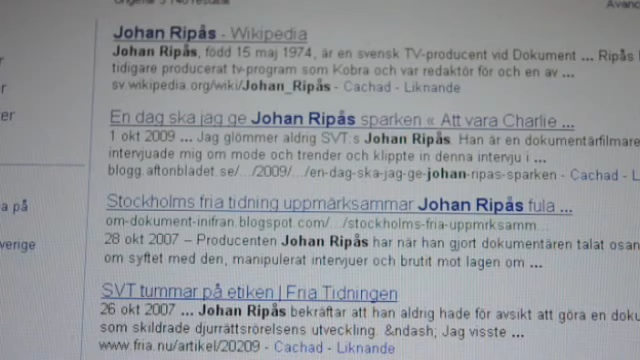 Johan Ripås - Wikipedia
Johan Ripås, född 15 maj 1974, är en svensk TV-producent vid Dokument ... Ripås
tidigare producerat tv-program som Kobra och var redaktör för och en av ...
sv.wikipedia.org/wiki/Johan_Ripås - Cachad - Liknande
er
En dag ska jag ge Johan Ripås sparken « Att vara Charlie ...
1 okt 2009 ... Jag glömmer aldrig SVT:s Johan Ripås. Han är en dokumentärfilmare
intervjuade mig om mode och trender och klippte in denna intervju i ...
blogg.aftonbladet.se/.../2009/.../en-dag-ska-jag-ge-johan-ripas-sparken - Cachad - L
a på
Stockholms fria tidning uppmärksammar Johan Ripås fula ...
om-dokument-inifran.blogspot.com/.../stockholms-fria-uppmrksamm...
verige
28 okt 2007 – Producenten Johan Ripås har när han gjort dokumentären talat osan
om syftet med den, manipulerat intervjuer och brutit mot lagen om ...
SVT tummar på etiken | Fria Tidningen
26 okt 2007 ... Johan Ripås bekräftar att han aldrig hade för avsikt att göra en dok
som skildrade djurrättsrörelsens utveckling. &ndash; Jag visste ...
www.fria.nu/artikel/20209 - Cachad - Liknande